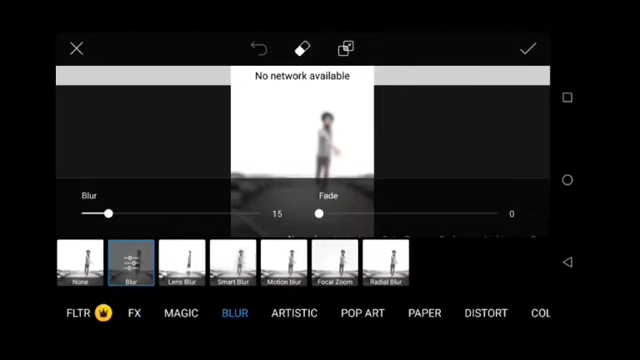 No network available
Blur
15
Fade
0
None
Blur
Lens Blur
Smart Blur
Motion blur
Focal Zoom
Radial Blur
FLTR
FX
MAGIC
BLUR
ARTISTIC
POP ART
PAPER
DISTORT
COL